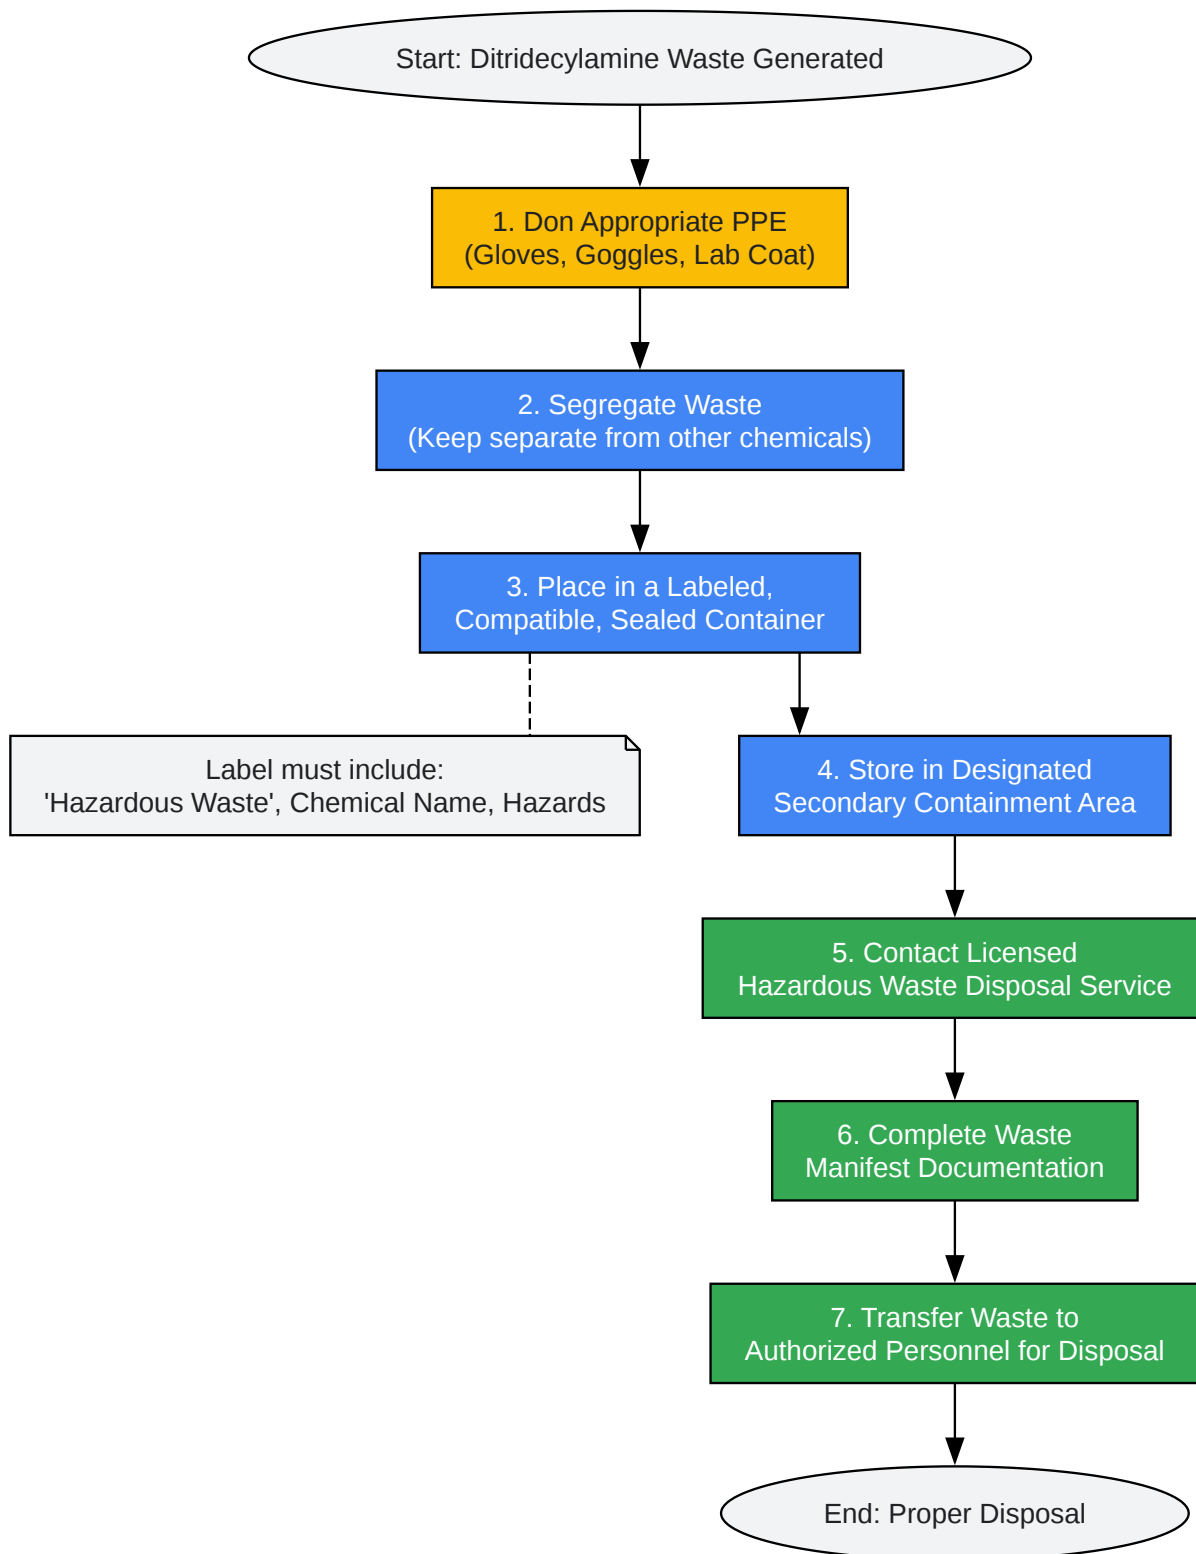 Start: Ditridecylamine Waste Generated
1. Don Appropriate PPE
(Gloves, Goggles, Lab Coat)
2. Segregate Waste
(Keep separate from other chemicals)
3. Place in a Labeled,
Compatible, Sealed Container
Label must include:
'Hazardous Waste', Chemical Name, Hazards
4. Store in Designated
Secondary Containment Area
5. Contact Licensed
Hazardous Waste Disposal Service
6. Complete Waste
Manifest Documentation
7. Transfer Waste to
Authorized Personnel for Disposal
End: Proper Disposal